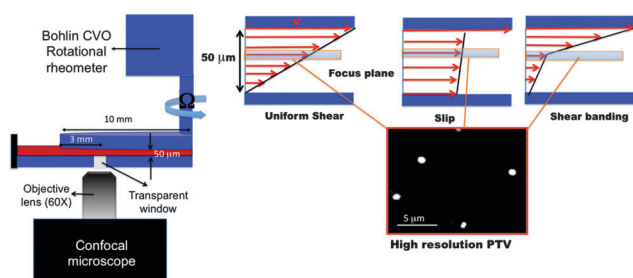 Bohlin CVO
Rotational
rheometer
Ω
10 mm
3 mm
50 μm
Objective
lens (60X)
Transparent
window
Confocal
microscope
V
50 μm
Focus plane
Uniform Shear
Slip
Shear banding
5 μm
High resolution PTV